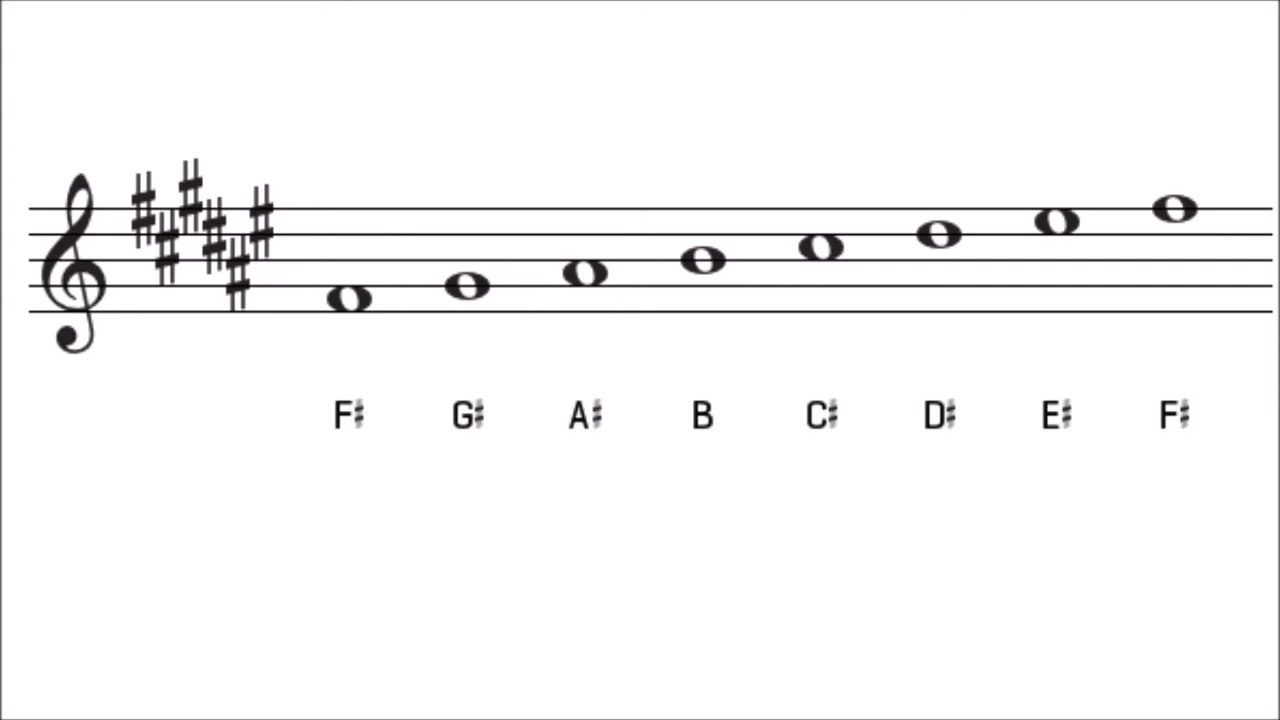 F♯ G♯ A♯ B C♯ D♯ E♯ F♯